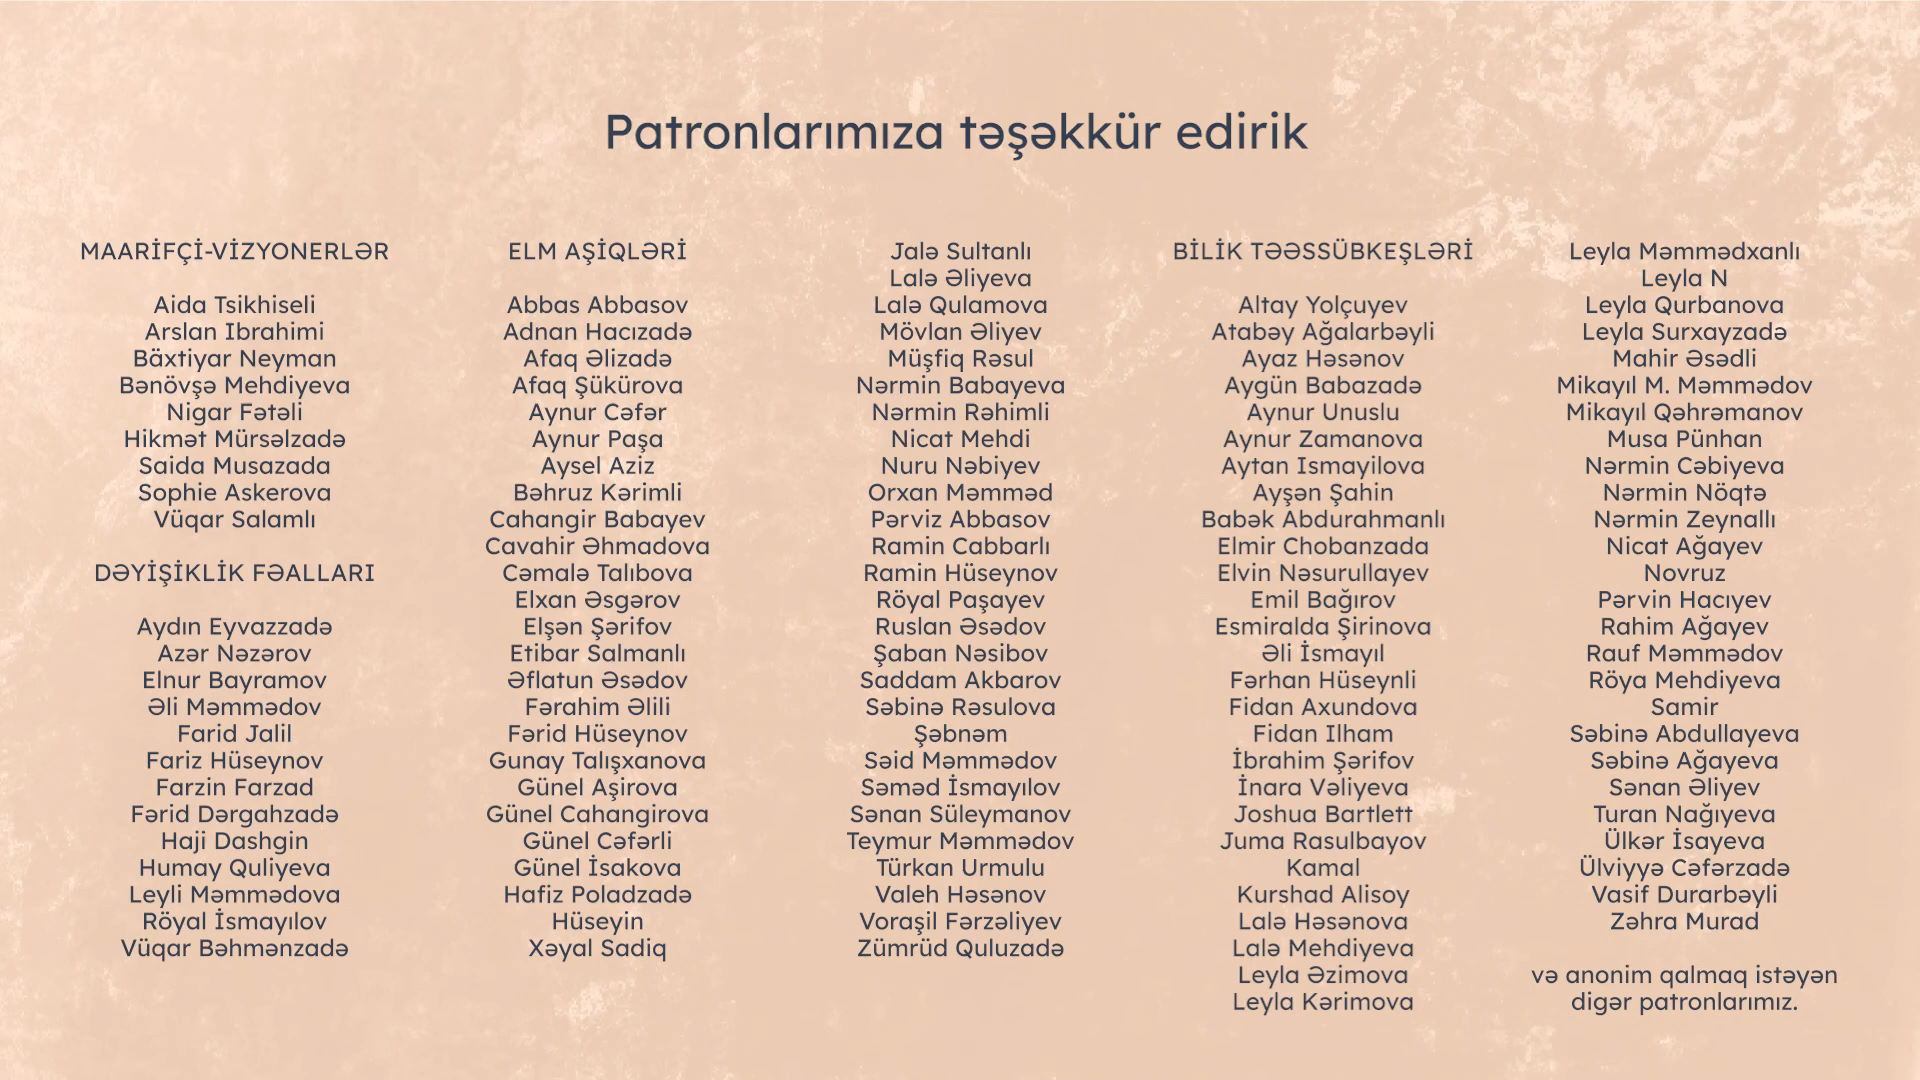 Patronlarımıza təşəkkür edirik
MAARİFÇİ-VİZYONERLƏR
Aida Tsikhiseli
Arslan Ibrahimi
Bäxtiyar Neyman
Bənövşə Mehdiyeva
Nigar Fətəli
Hikmət Mürsəlzadə
Saida Musazada
Sophie Askerova
Vüqar Salamlı
DƏYİŞİKLİK FƏALLARI
Aydın Eyvazzadə
Azər Nəzərov
Elnur Bayramov
Əli Məmmədov
Farid Jalil
Fariz Hüseynov
Farzin Farzad
Fərid Dərgahzadə
Haji Dashgin
Humay Quliyeva
Leyli Məmmədova
Röyal İsmayılov
Vüqar Bəhmənzadə
ELM AŞİQLƏRİ
Abbas Abbasov
Adnan Hacızadə
Afaq Əlizadə
Afaq Şükürova
Aynur Cəfər
Aynur Paşa
Aysel Aziz
Bəhruz Kərimli
Cahangir Babayev
Cavahir Əhmadova
Cəmalə Talıbova
Elxan Əsgərov
Elşən Şərifov
Etibar Salmanlı
Əflatun Əsədov
Fərahim Əlili
Fərid Hüseynov
Gunay Talışxanova
Günel Aşirova
Günel Cahangirova
Günel Cəfərli
Günel İsakova
Hafiz Poladzadə
Hüseyin
Xəyal Sadiq
Jalə Sultanlı
Lalə Əliyeva
Lalə Qulamova
Mövlan Əliyev
Müşfiq Rəsul
Nərmin Babayeva
Nərmin Rəhimli
Nicat Mehdi
Nuru Nəbiyev
Orxan Məmməd
Pərviz Abbasov
Ramin Cabbarlı
Ramin Hüseynov
Röyal Paşayev
Ruslan Əsədov
Şaban Nəsibov
Saddam Akbarov
Səbinə Rəsulova
Şəbnəm
Səid Məmmədov
Səməd İsmayılov
Sənan Süleymanov
Teymur Məmmədov
Türkan Urmulu
Valeh Həsənov
Voraşil Fərzəliyev
Zümrüd Quluzadə
BİLİK TƏƏSSÜBKEŞLƏRİ
Altay Yolçuyev
Atabəy Ağalarbəyli
Ayaz Həsənov
Aygün Babazadə
Aynur Unuslu
Aynur Zamanova
Aytan Ismayilova
Ayşən Şahin
Babək Abdurahmanlı
Elmir Chobanzada
Elvin Nəsurullayev
Emil Bağırov
Esmiralda Şirinova
Əli İsmayıl
Fərhan Hüseynli
Fidan Axundova
Fidan Ilham
İbrahim Şərifov
İnara Vəliyeva
Joshua Bartlett
Juma Rasulbayov
Kamal
Kurshad Alisoy
Lalə Həsənova
Lalə Mehdiyeva
Leyla Əzimova
Leyla Kərimova
Leyla Məmmədxanlı
Leyla N
Leyla Qurbanova
Leyla Surxayzadə
Mahir Əsədli
Mikayıl M. Məmmədov
Mikayıl Qəhrəmanov
Musa Pünhan
Nərmin Cəbiyeva
Nərmin Nöqtə
Nərmin Zeynallı
Nicat Ağayev
Novruz
Pərvin Hacıyev
Rahim Ağayev
Rauf Məmmədov
Röya Mehdiyeva
Samir
Səbinə Abdullayeva
Səbinə Ağayeva
Sənan Əliyev
Turan Nağıyeva
Ülkər İsayeva
Ülviyyə Cəfərzadə
Vasif Durarbəyli
Zəhra Murad
və anonim qalmaq istəyən
digər patronlarımız.